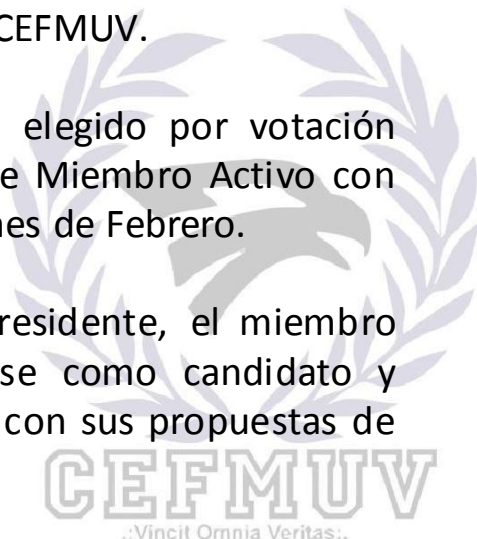 CEFMUV.
elegido por votación
e Miembro Activo con
nes de Febrero.
residente, el miembro
se como candidato y
con sus propuestas de
CEFMUV
.:Vincit Omnia Veritas:.